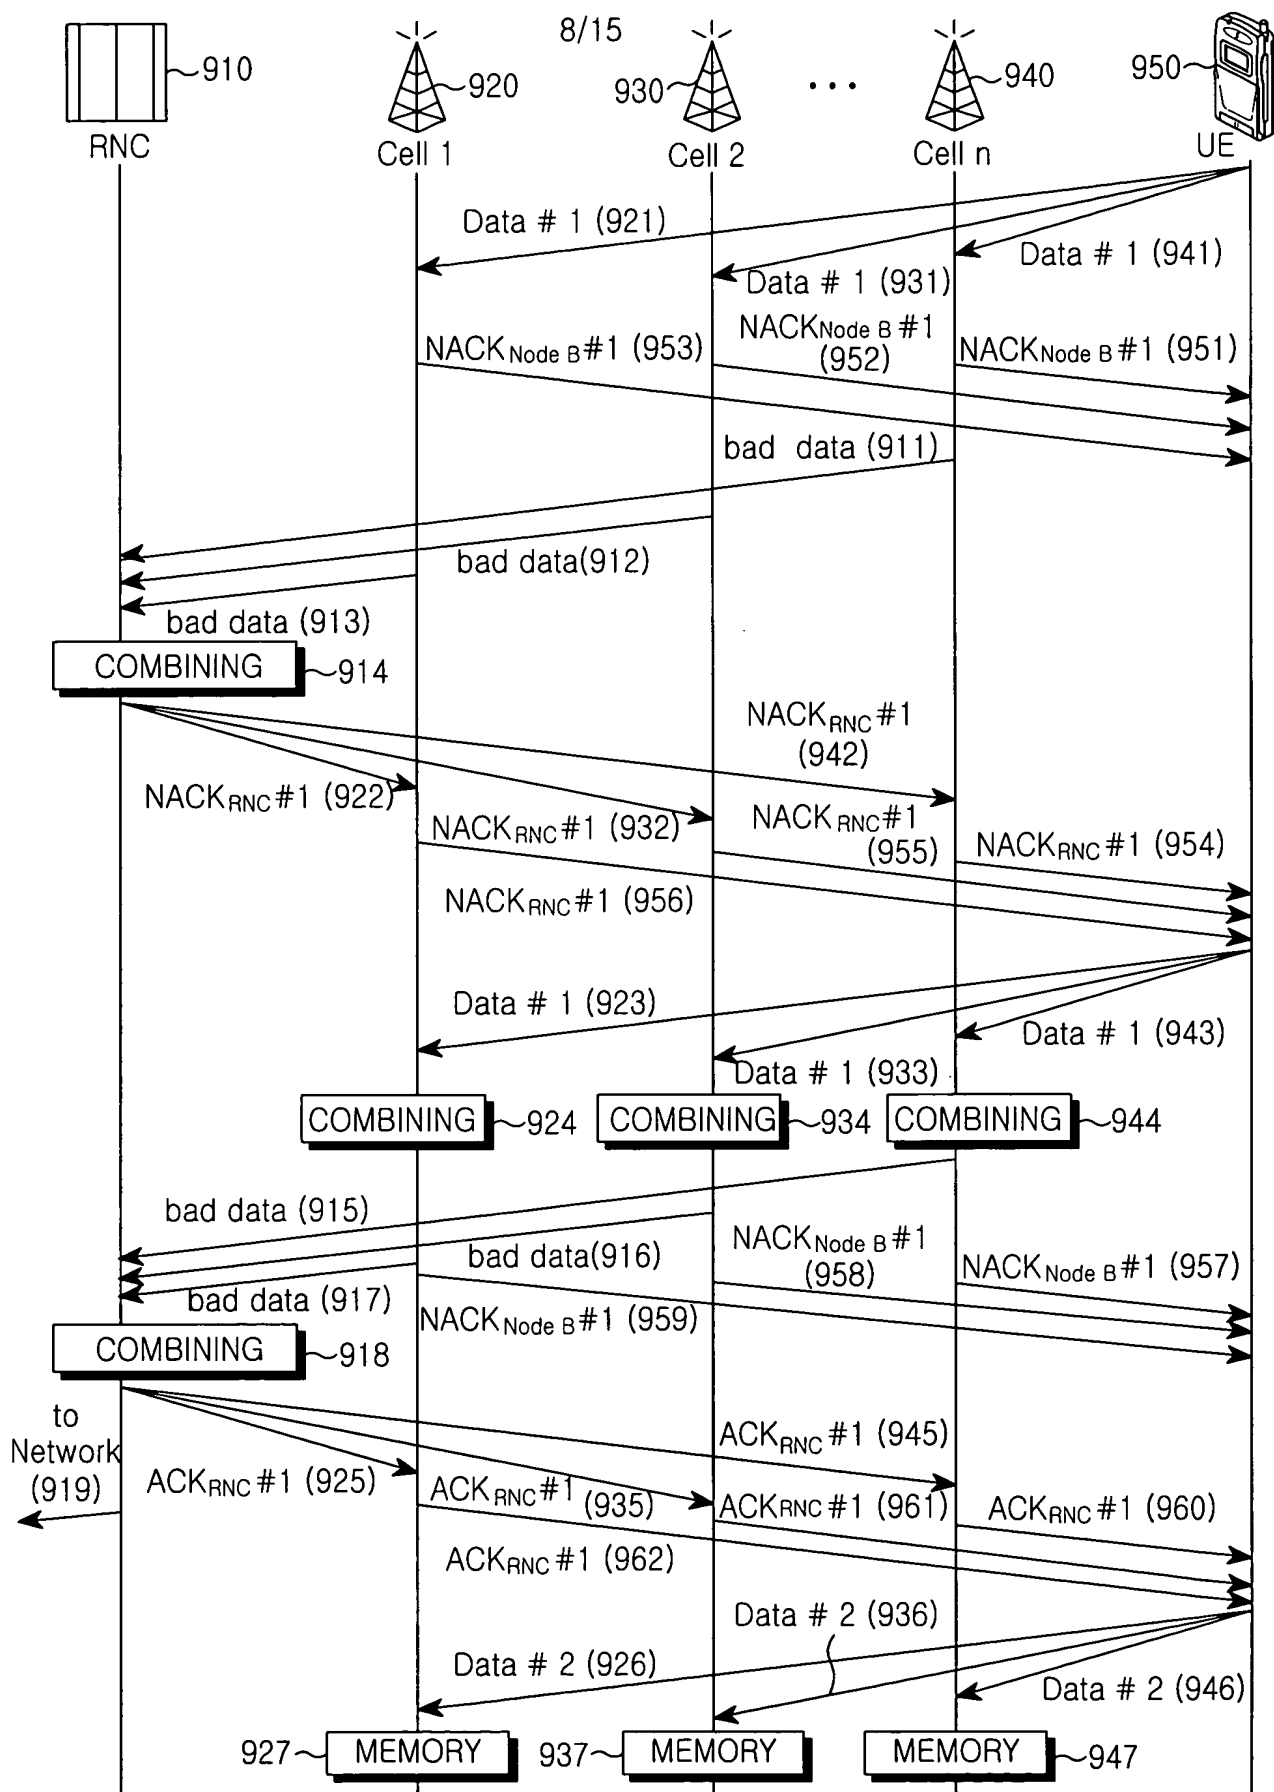 8/15
910
920
930
. . .
940
950
RNC
Cell 1
Cell 2
Cell n
UE
Data # 1 (921)
Data # 1 (941)
Data # 1 (931)
NACKNode B#1 (953)
NACKNode B#1
(952)
NACKNode B#1 (951)
bad data (911)
bad data(912)
bad data (913)
COMBINING
914
NACKRNC#1
(942)
NACKRNC#1 (922)
NACKRNC#1 (932)
NACKRNC#1
(955)
NACKRNC#1 (954)
NACKRNC#1 (956)
Data # 1 (923)
Data # 1 (943)
Data # 1 (933)
COMBINING
924
COMBINING
934
COMBINING
944
bad data (915)
bad data(916)
NACKNode B#1
(958)
NACKNode B#1 (957)
bad data (917)
NACKNode B#1 (959)
COMBINING
918
to
Network
(919)
ACKRNC#1 (945)
ACKRNC#1 (925)
ACKRNC#1
(935)
ACKRNC#1 (961)
ACKRNC#1 (960)
ACKRNC#1 (962)
Data # 2 (936)
Data # 2 (926)
Data # 2 (946)
927
MEMORY
937
MEMORY
MEMORY
947